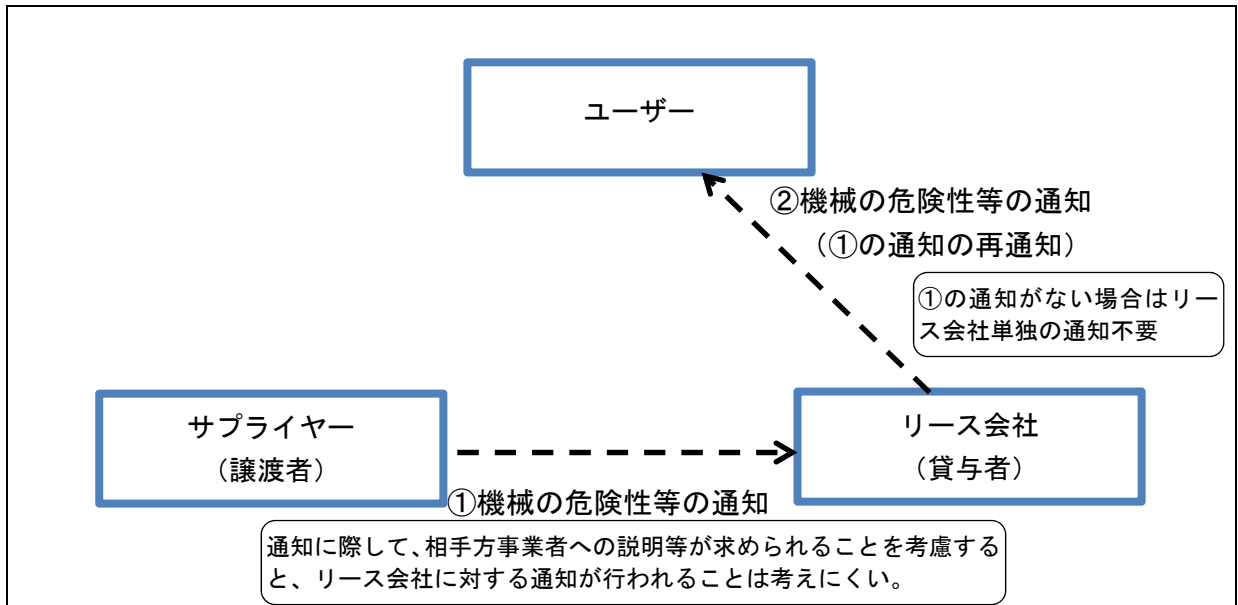 ユーザー
②機械の危険性等の通知
（①の通知の再通知）
①の通知がない場合はリー
ス会社単独の通知不要
サプライヤー
（譲渡者）
リース会社
（貸与者）
①機械の危険性等の通知
通知に際して、相手方事業者への説明等が求められることを考慮する
と、リース会社に対する通知が行われることは考えにくい。